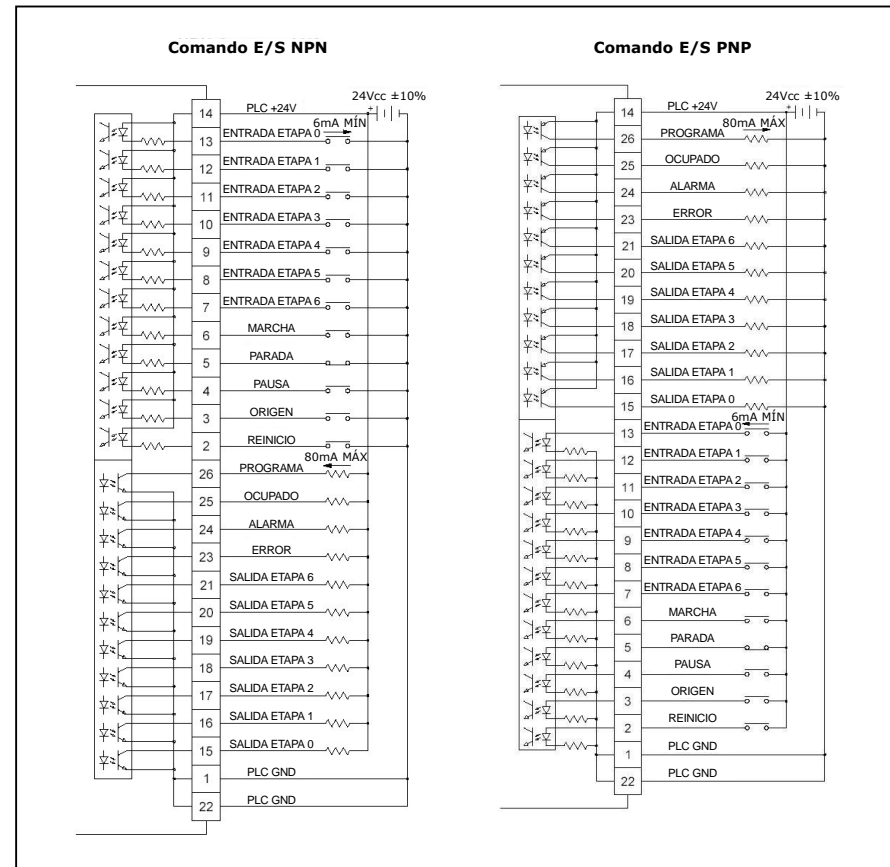 Comando E/S NPN
24Vcc ±10%
+
14 PLC +24V
6mA MÍN
13 ENTRADA ETAPA 0
12 ENTRADA ETAPA 1
11 ENTRADA ETAPA 2
10 ENTRADA ETAPA 3
9 ENTRADA ETAPA 4
8 ENTRADA ETAPA 5
7 ENTRADA ETAPA 6
6 MARCHA
5 PARADA
4 PAUSA
3 ORIGEN
2 REINICIO
80mA MÁX
26 PROGRAMA
25 OCUPADO
24 ALARMA
23 ERROR
21 SALIDA ETAPA 6
20 SALIDA ETAPA 5
19 SALIDA ETAPA 4
18 SALIDA ETAPA 3
17 SALIDA ETAPA 2
16 SALIDA ETAPA 1
15 SALIDA ETAPA 0
1 PLC GND
22 PLC GND
Comando E/S PNP
24Vcc ±10%
+
14 PLC +24V
80mA MÁX
26 PROGRAMA
25 OCUPADO
24 ALARMA
23 ERROR
21 SALIDA ETAPA 6
20 SALIDA ETAPA 5
19 SALIDA ETAPA 4
18 SALIDA ETAPA 3
17 SALIDA ETAPA 2
16 SALIDA ETAPA 1
15 SALIDA ETAPA 0
6mA MÍN
13 ENTRADA ETAPA 0
12 ENTRADA ETAPA 1
11 ENTRADA ETAPA 2
10 ENTRADA ETAPA 3
9 ENTRADA ETAPA 4
8 ENTRADA ETAPA 5
7 ENTRADA ETAPA 6
6 MARCHA
5 PARADA
4 PAUSA
3 ORIGEN
2 REINICIO
1 PLC GND
22 PLC GND